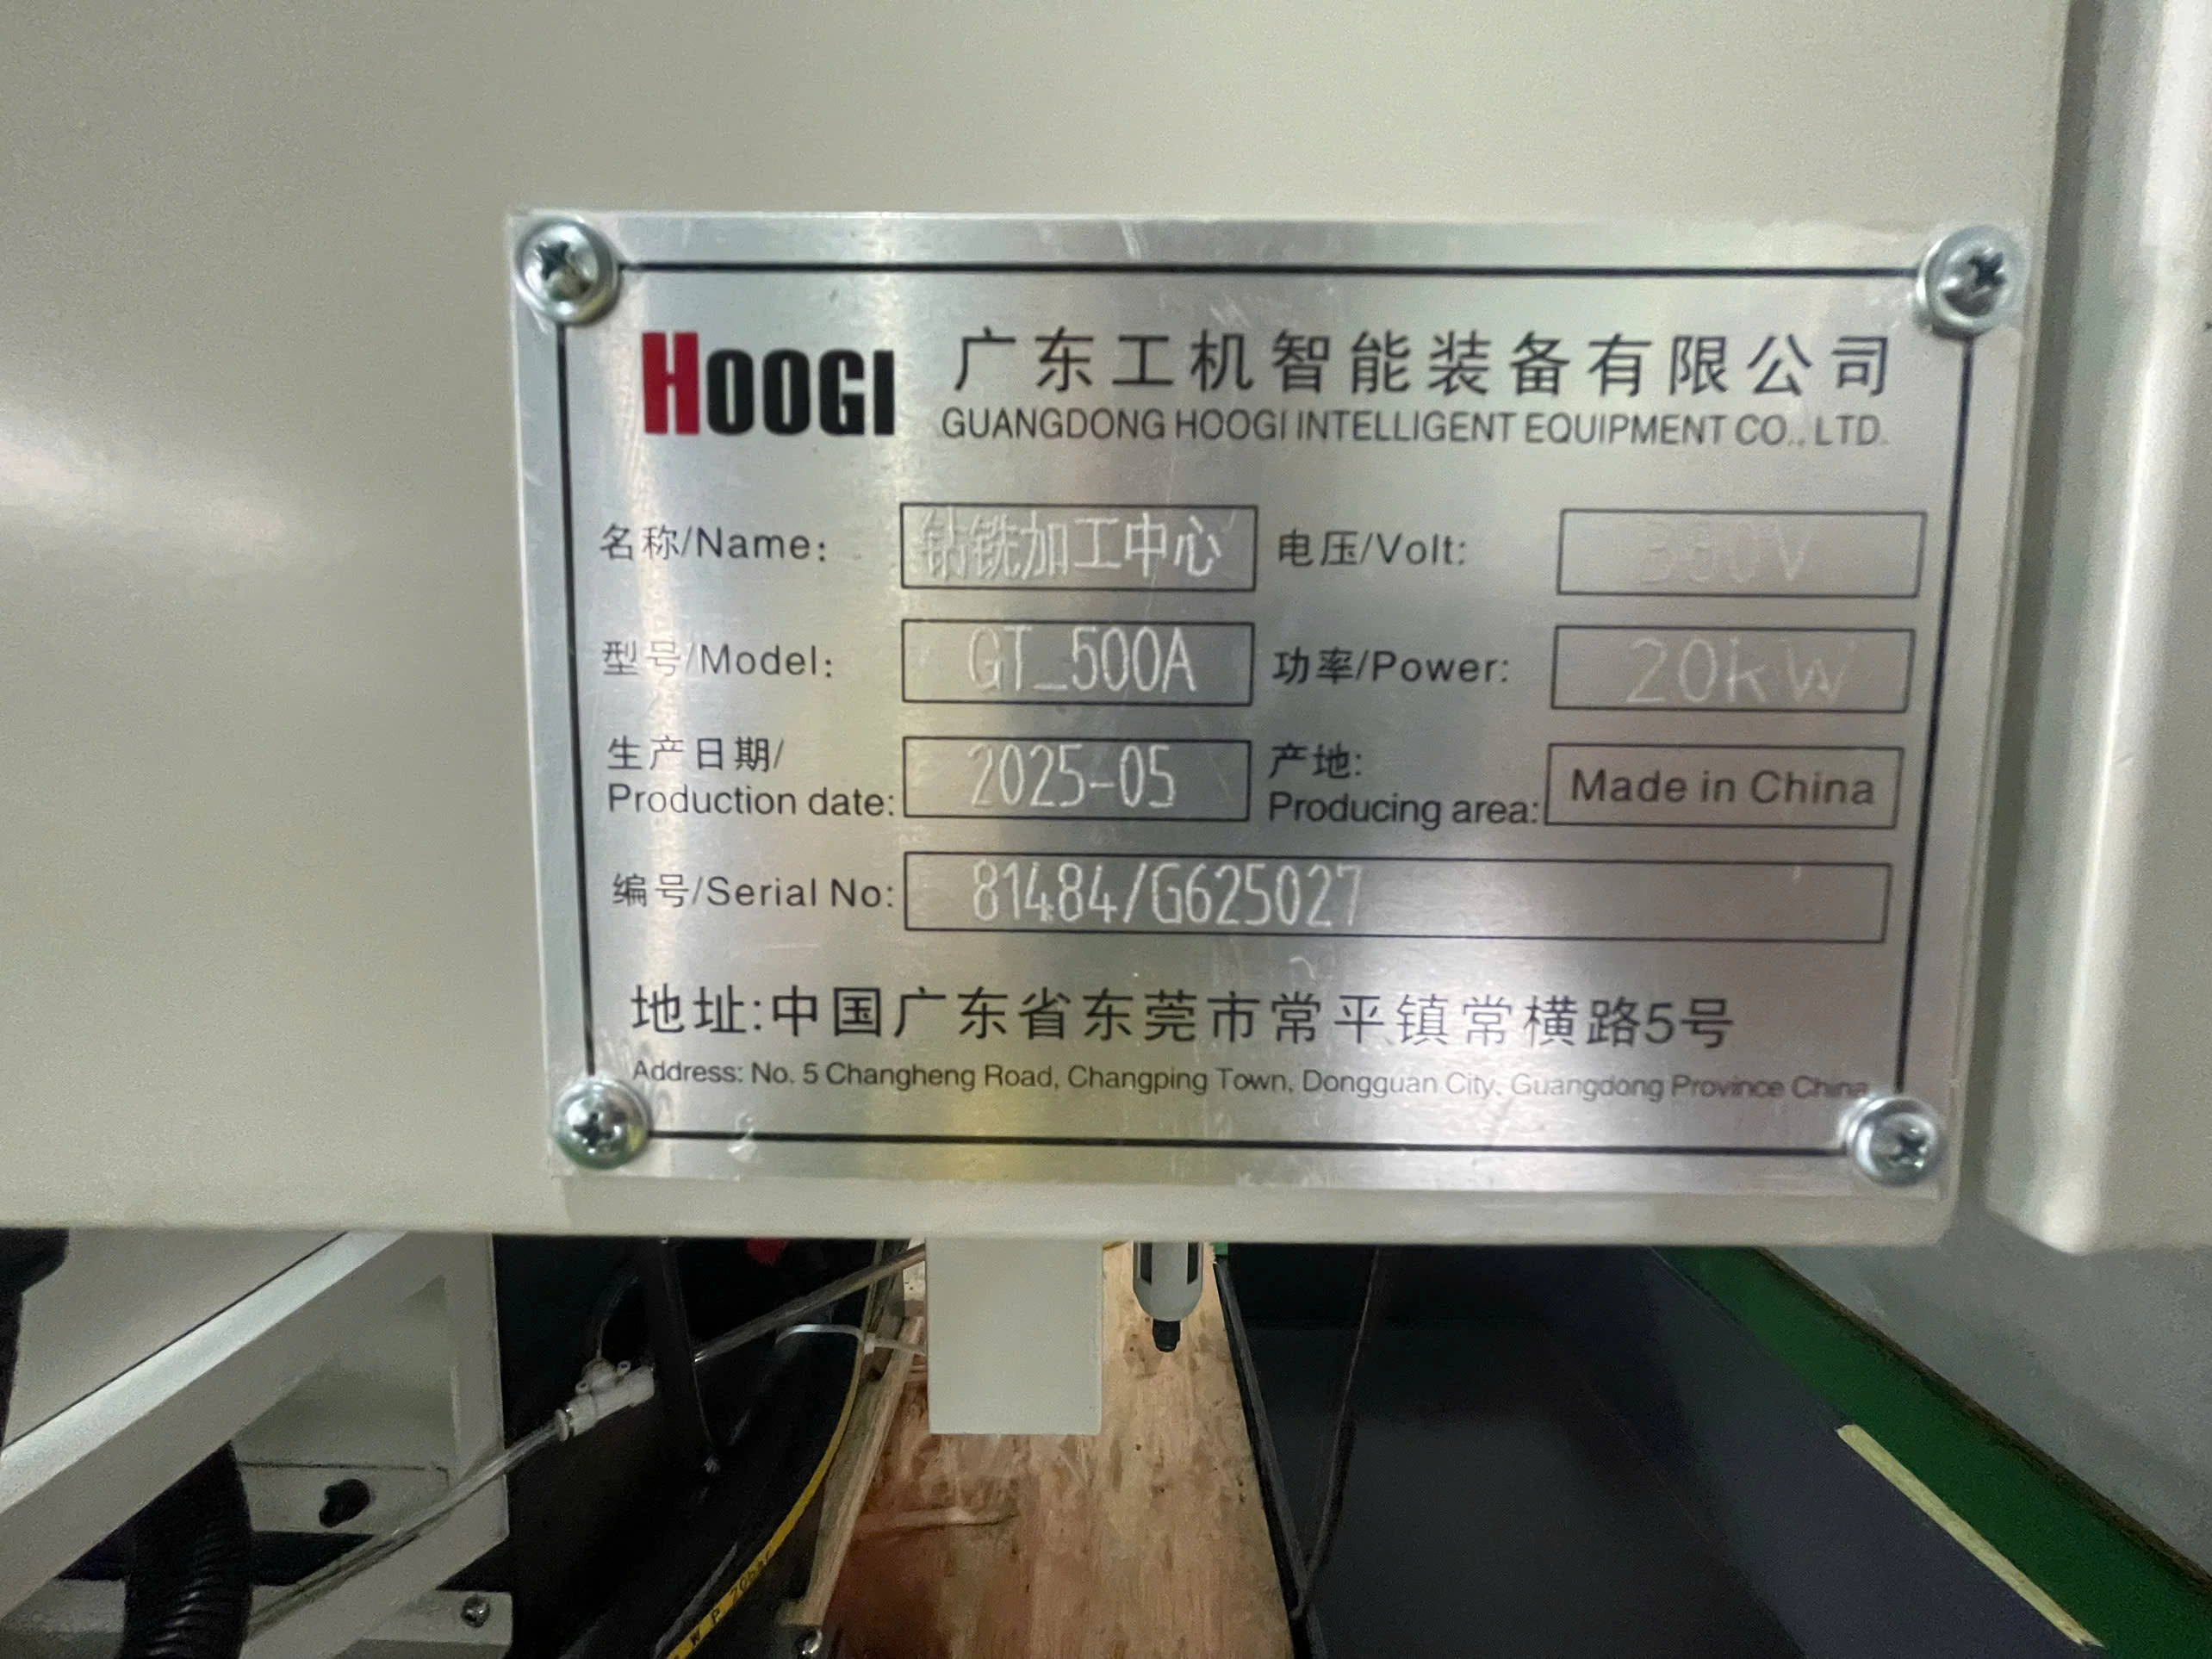 HOOGI 广东工机智能装备有限公司
GUANGDONG HOOGI INTELLIGENT EQUIPMENT CO., LTD.
名称/Name: 钻铣加工中心 电压/Volt: 380V
型号/Model: GT_500A 功率/Power: 20kW
生产日期/ 产地:
Production date: 2025-05 Producing area: Made in China
编号/Serial No: 81484/G625027
地址:中国广东省东莞市常平镇常横路5号
Address: No. 5 Changheng Road, Changping Town, Dongguan City, Guangdong Province China
W P